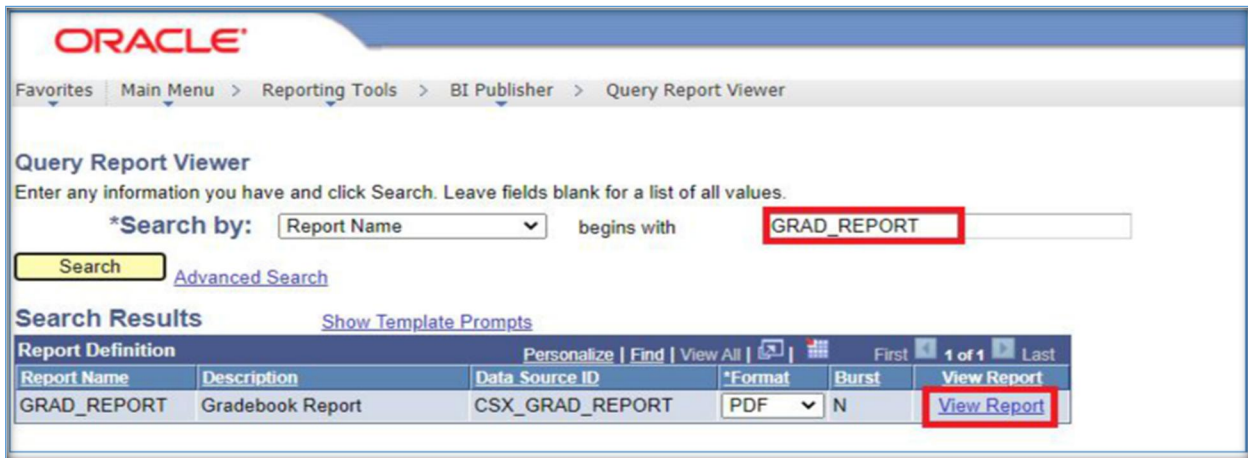 ORACLE
Favorites Main Menu > Reporting Tools > BI Publisher > Query Report Viewer
Query Report Viewer
Enter any information you have and click Search. Leave fields blank for a list of all values.
*Search by: Report Name begins with GRAD_REPORT
Search Advanced Search
Search Results Show Template Prompts
Report Definition Personalize | Find | View All | | First 1 of 1 Last
Report Name Description Data Source ID *Format Burst View Report
GRAD_REPORT Gradebook Report CSX_GRAD_REPORT PDF N View Report